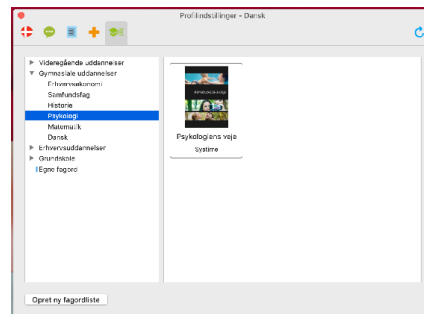 Profilindstillinger - Dansk
Videregående uddannelser
Gymnasiale uddannelser
Erhvervsøkonomi
Samfundsfag
Historie
Psykologi
Matematik
Dansk
Erhvervsuddannelser
Grundskole
Egne fagord
Psykologiens veje
Systime
Opret ny fagordliste